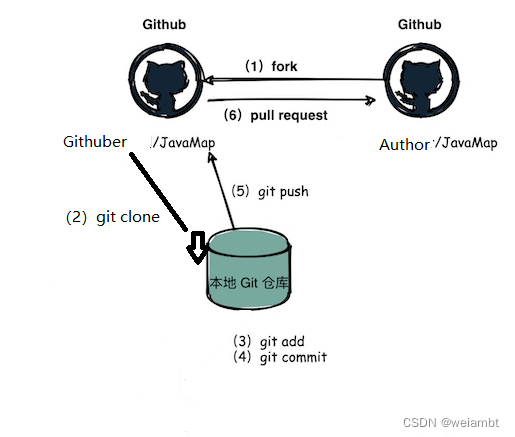 Github
Github
（1）fork
（6）pull request
Githuber /JavaMap
Author /JavaMap
（5）git push
（2）git clone
本地 Git 仓库
（3）git add
（4）git commit
CSDN @weiambt